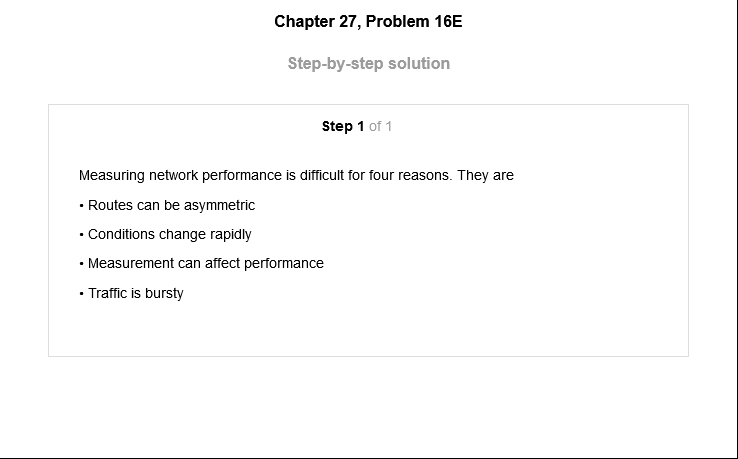 Chapter 27, Problem 16E
Step-by-step solution
Step 1 of 1
Measuring network performance is difficult for four reasons. They are
• Routes can be asymmetric
• Conditions change rapidly
• Measurement can affect performance
• Traffic is bursty